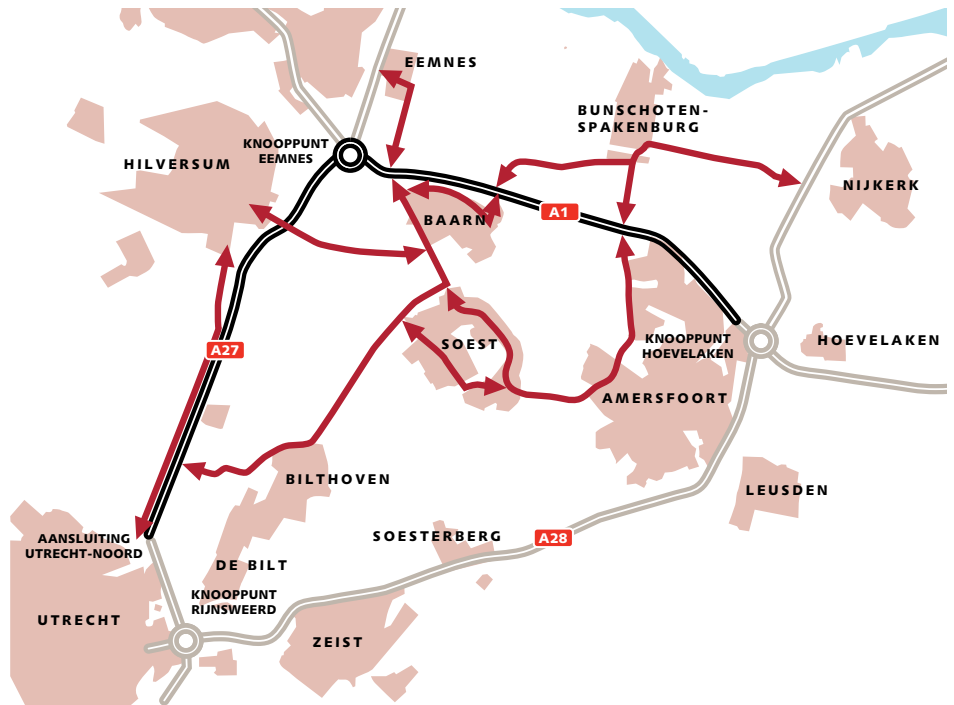 EEMNES
BUNSCHOTEN-
SPAKENBURG
KNOOPPUNT
EEMNES
HILVERSUM
NIJKERK
BAARN
A1
KNOOPPUNT
HOEVELAKEN
HOEVELAKEN
SOEST
A27
AMERSFOORT
BILTHOVEN
LEUSDEN
SOESTERBERG
A28
AANSLUITING
UTRECHT-NOORD
DE BILT
KNOOPPUNT
RIJNSWEERD
UTRECHT
ZEIST